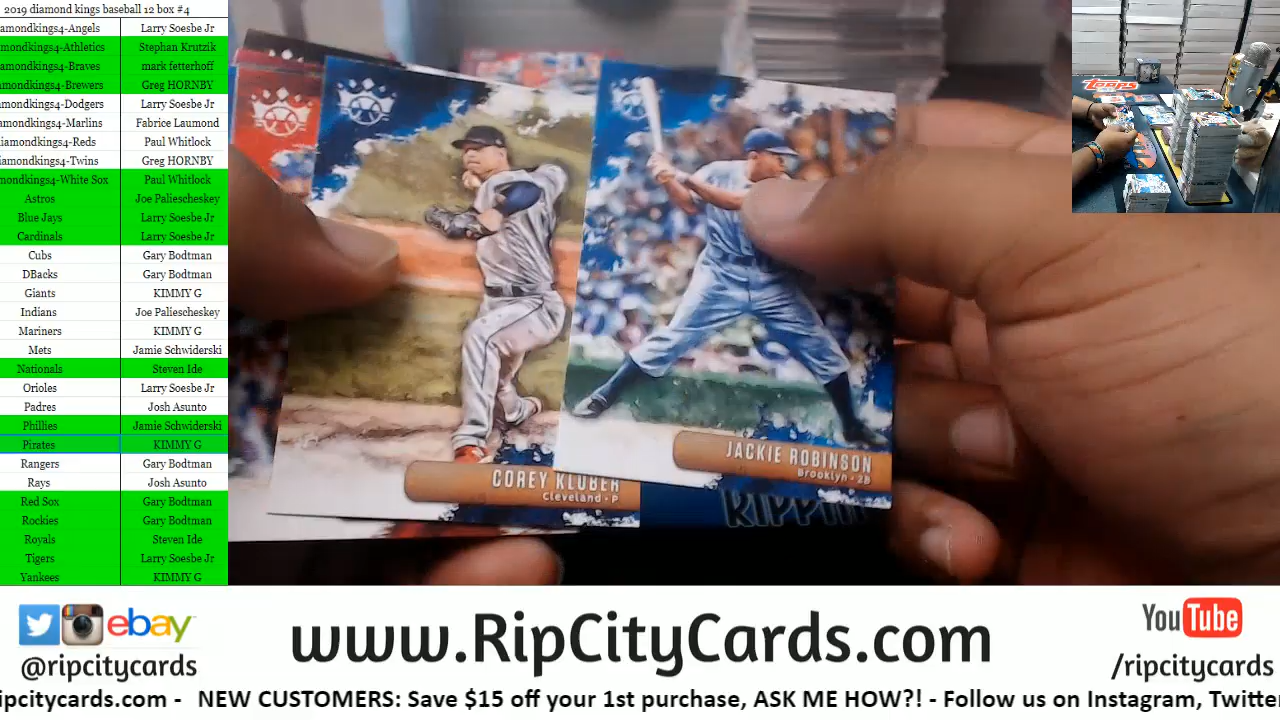 2019 diamond kings baseball 12 box #4
amondkings4-Angels Larry Soesbe Jr
mondkings4-Athletics Stephan Krutzik
amondkings4-Braves mark fetterhoff
amondkings4-Brewers Greg HORNBY
amondkings4-Dodgers Larry Soesbe Jr
amondkings4-Marlins Fabrice Laumond
iamondkings4-Reds Paul Whitlock
iamondkings4-Twins Greg HORNBY
mondkings4-White Sox Paul Whitlock
Astros Joe Paliescheskey
Blue Jays Larry Soesbe Jr
Cardinals Larry Soesbe Jr
Cubs Gary Bodtman
DBacks Gary Bodtman
Giants KIMMY G
Indians Joe Paliescheskey
Mariners KIMMY G
Mets Jamie Schwiderski
Nationals Steven Ide
Orioles Larry Soesbe Jr
Padres Josh Asunto
Phillies Jamie Schwiderski
Pirates KIMMY G
Rangers Gary Bodtman
Rays Josh Asunto
Red Sox Gary Bodtman
Rockies Gary Bodtman
Royals Steven Ide
Tigers Larry Soesbe Jr
Yankees KIMMY G
COREY KLUBER
Cleveland • P
JACKIE ROBINSON
Brooklyn • 2B
RIPPIN
Hoops
ebay
@ripcitycards
www.RipCityCards.com
YouTube
/ripcitycards
ipcitycards.com - NEW CUSTOMERS: Save $15 off your 1st purchase, ASK ME HOW?! - Follow us on Instagram, Twitte